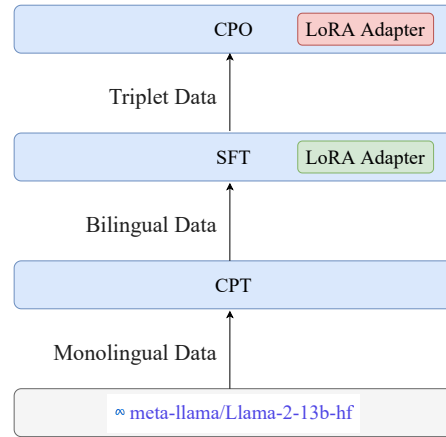 CPO
LoRA Adapter
Triplet Data
SFT
LoRA Adapter
Bilingual Data
CPT
Monolingual Data
meta-llama/Llama-2-13b-hf